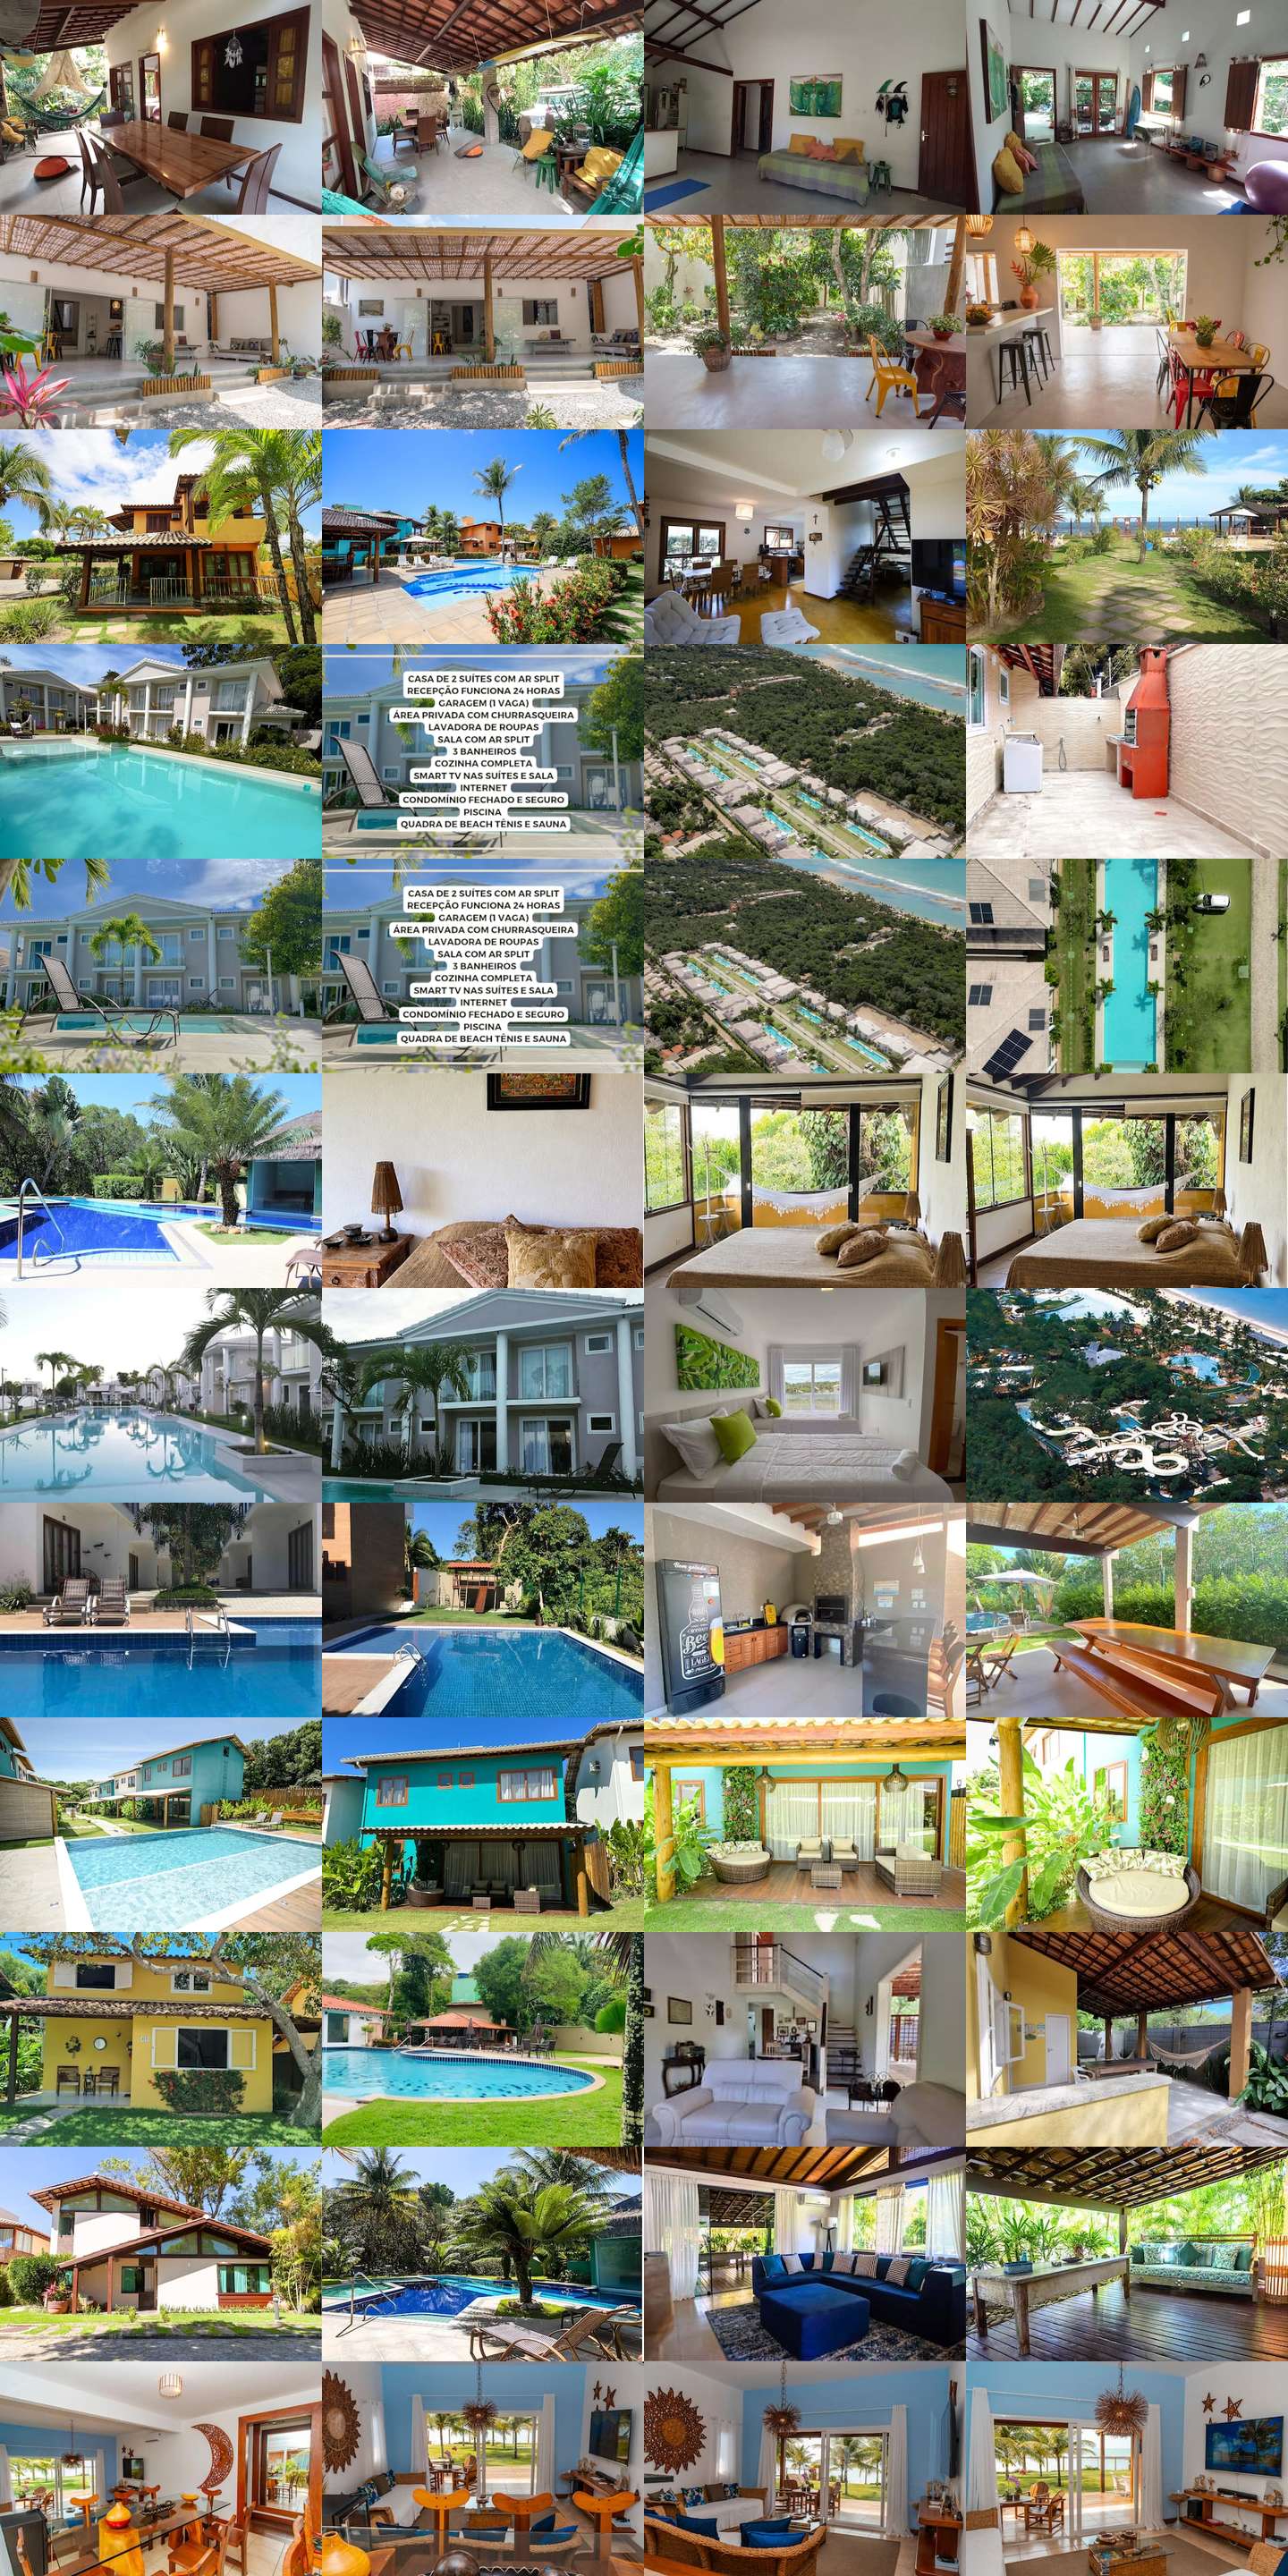 CASA DE 2 SUÍTES COM AR SPLIT
RECEPÇÃO FUNCIONA 24 HORAS
GARAGEM (1 VAGA)
ÁREA PRIVADA COM CHURRASQUEIRA
LAVADORA DE ROUPAS
SALA COM AR SPLIT
3 BANHEIROS
COZINHA COMPLETA
SMART TV NAS SUÍTES E SALA
INTERNET
CONDOMÍNIO FECHADO E SEGURO
PISCINA
QUADRA DE BEACH TÊNIS E SAUNA
CASA DE 2 SUÍTES COM AR SPLIT
RECEPÇÃO FUNCIONA 24 HORAS
GARAGEM (1 VAGA)
ÁREA PRIVADA COM CHURRASQUEIRA
LAVADORA DE ROUPAS
SALA COM AR SPLIT
3 BANHEIROS
COZINHA COMPLETA
SMART TV NAS SUÍTES E SALA
INTERNET
CONDOMÍNIO FECHADO E SEGURO
PISCINA
QUADRA DE BEACH TÊNIS E SAUNA
Bee
LAGER